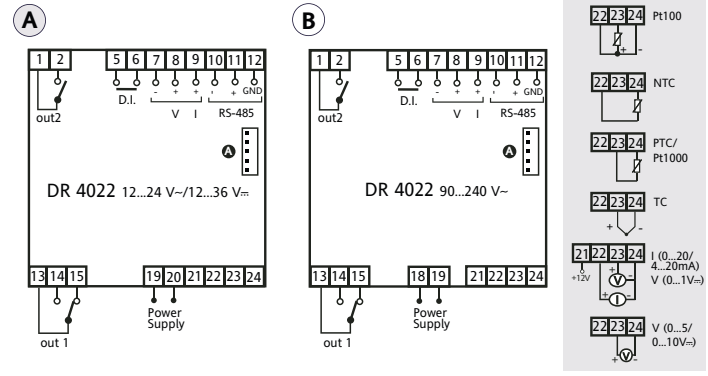 A
1 2 5 6 7 8 9 10 11 12
- + + - + GND
D.I.
V I RS-485
out2
A
DR 4022 12...24 V~/12...36 V⎓
13 14 15 19 20 21 22 23 24
Power
Supply
out 1
B
1 2 5 6 7 8 9 10 11 12
- + + - + GND
D.I.
V I RS-485
out2
A
DR 4022 90...240 V~
13 14 15 18 19 21 22 23 24
Power
Supply
out 1
22 23 24 Pt100
+ -
22 23 24 NTC
22 23 24 PTC/
Pt1000
22 23 24 TC
+ -
21 22 23 24 I (0...20/
4...20mA)
V (0...1V⎓)
+12V
+ V -
+ I -
22 23 24 V (0...5/
0...10V⎓)
+ V -